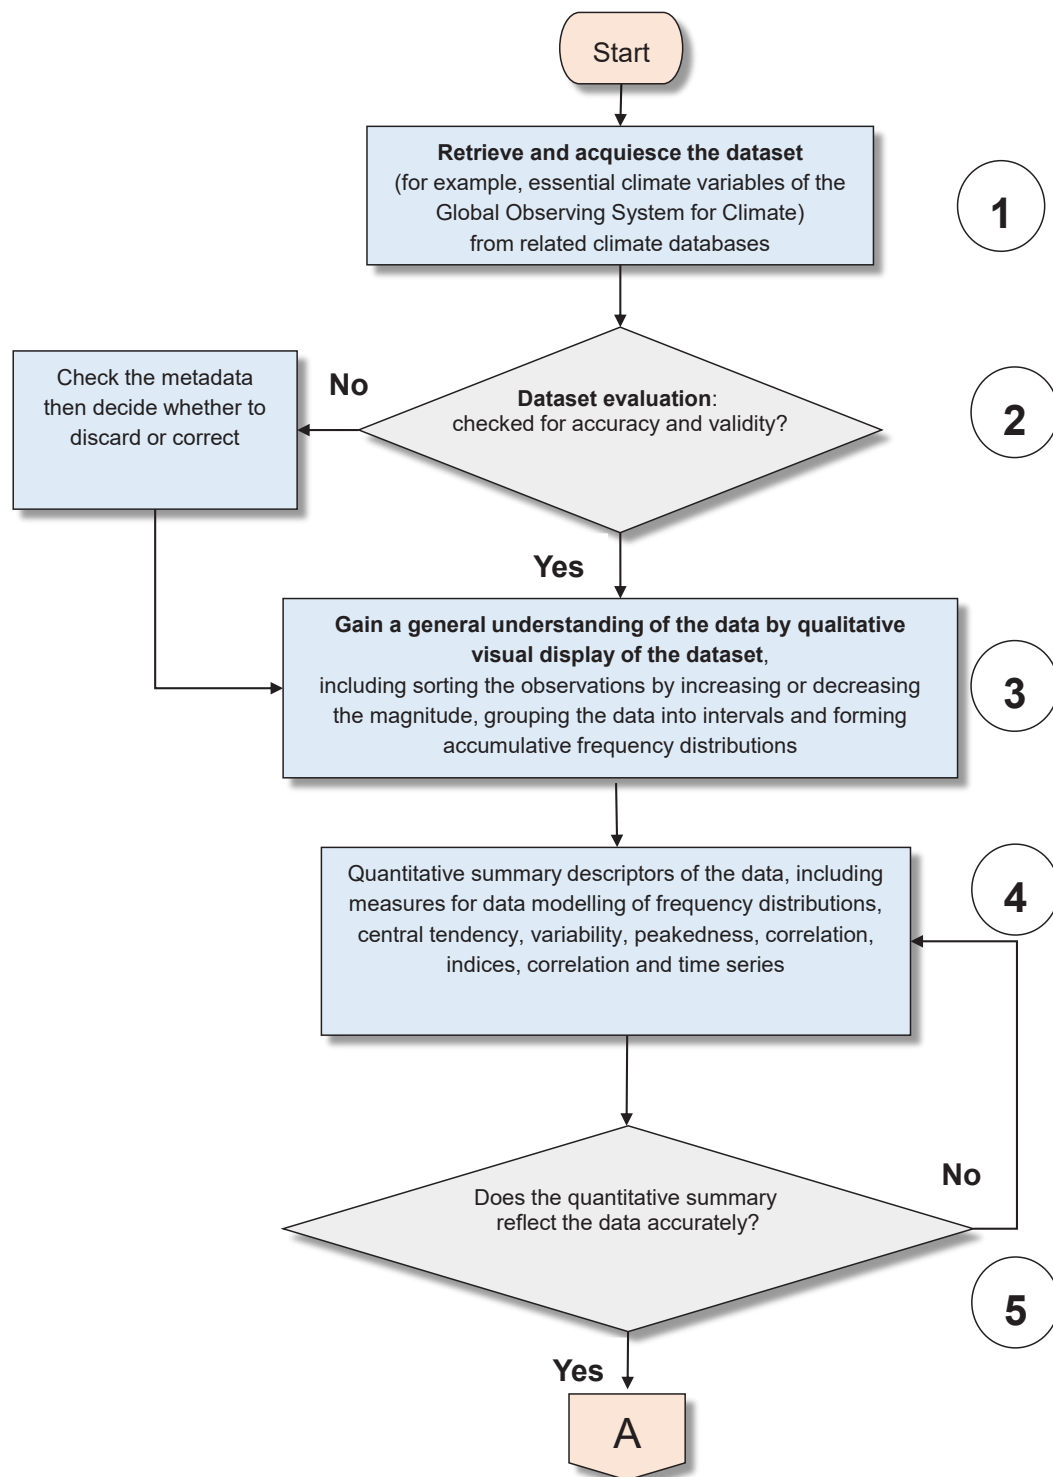 Start
Retrieve and acquiesce the dataset
(for example, essential climate variables of the
Global Observing System for Climate)
from related climate databases
1
Check the metadata
then decide whether to
discard or correct
No
Dataset evaluation:
checked for accuracy and validity?
2
Yes
Gain a general understanding of the data by qualitative
visual display of the dataset,
including sorting the observations by increasing or decreasing
the magnitude, grouping the data into intervals and forming
accumulative frequency distributions
3
Quantitative summary descriptors of the data, including
measures for data modelling of frequency distributions,
central tendency, variability, peakedness, correlation,
indices, correlation and time series
4
Does the quantitative summary
reflect the data accurately?
No
5
Yes
A